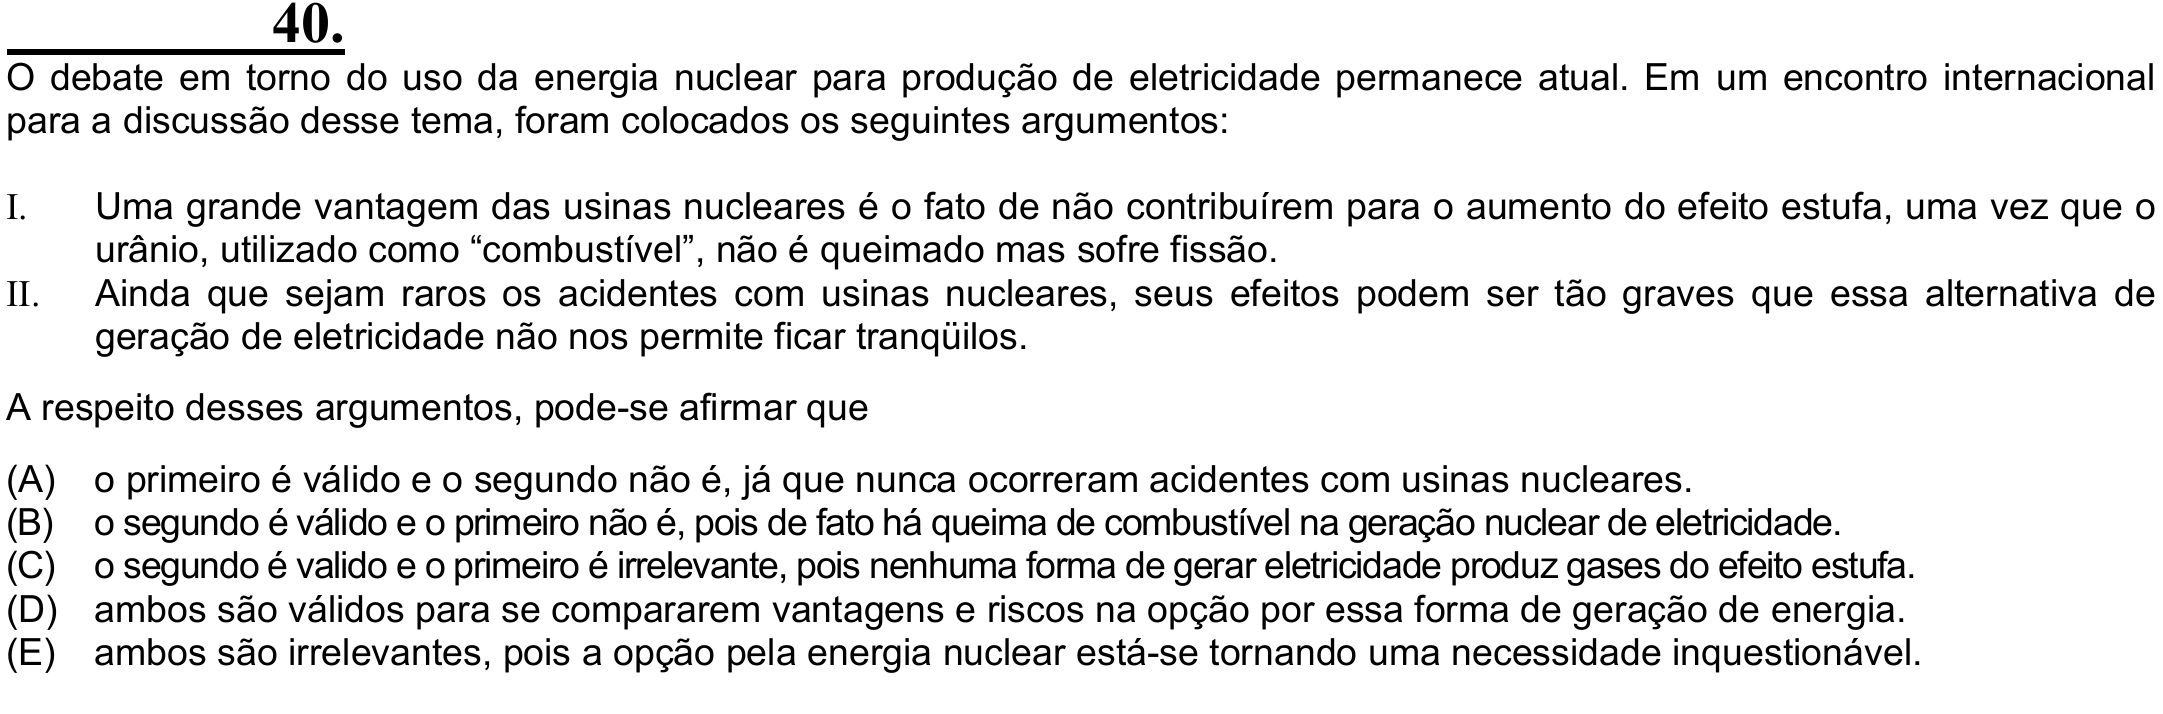 40.
O debate em torno do uso da energia nuclear para produção de eletricidade permanece atual. Em um encontro internacional
para a discussão desse tema, foram colocados os seguintes argumentos:
I. Uma grande vantagem das usinas nucleares é o fato de não contribuírem para o aumento do efeito estufa, uma vez que o
urânio, utilizado como “combustível”, não é queimado mas sofre fissão.
II. Ainda que sejam raros os acidentes com usinas nucleares, seus efeitos podem ser tão graves que essa alternativa de
geração de eletricidade não nos permite ficar tranqüilos.
A respeito desses argumentos, pode-se afirmar que
(A) o primeiro é válido e o segundo não é, já que nunca ocorreram acidentes com usinas nucleares.
(B) o segundo é válido e o primeiro não é, pois de fato há queima de combustível na geração nuclear de eletricidade.
(C) o segundo é valido e o primeiro é irrelevante, pois nenhuma forma de gerar eletricidade produz gases do efeito estufa.
(D) ambos são válidos para se compararem vantagens e riscos na opção por essa forma de geração de energia.
(E) ambos são irrelevantes, pois a opção pela energia nuclear está-se tornando uma necessidade inquestionável.